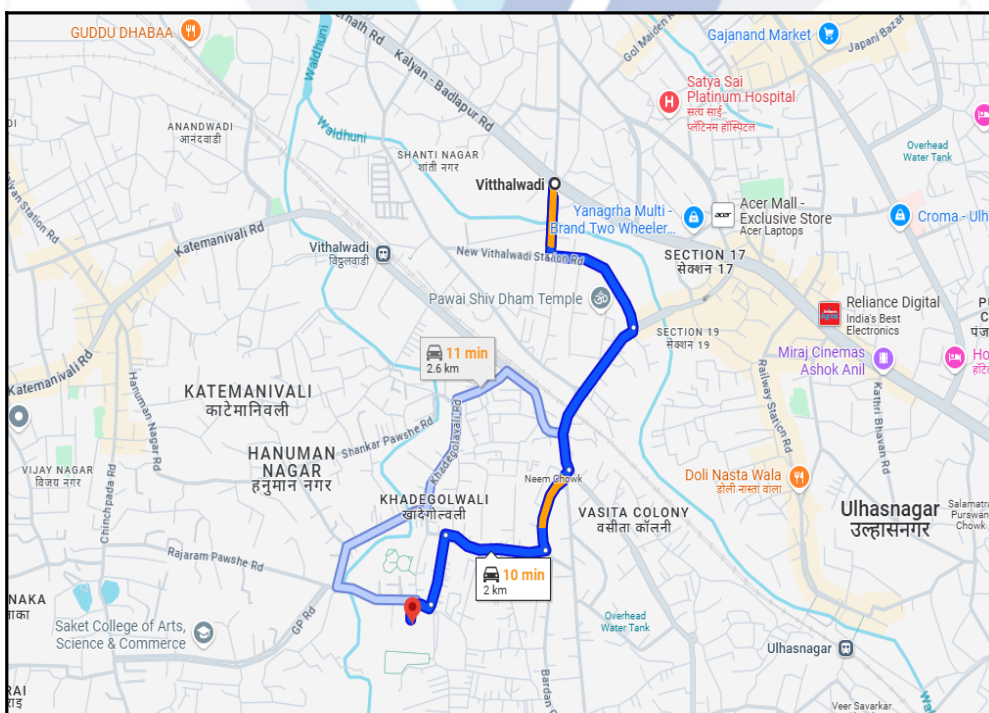 GUDDU DHABAA
Waldhuni
Kalyan - Badlapur Rd
Gol Maiden
Gajanand Market
Japani Bazar
Satya Sai
Platinum Hospital
सत्य साई
प्लॅटिनम हॉस्पिटल
ANANDWADI
आनंदवाडी
Waldhuni
SHANTI NAGAR
शांती नगर
Overhead
Water Tank
Vitthalwadi
Yanagrha Multi -
Brand Two Wheeler...
acer
Acer Mall -
Exclusive Store
Acer Laptops
Croma - Ulh
Katemanivali Rd
Vithalwadi
विठ्ठलवाडी
New Vithalwadi Station Rd
SECTION 17
सेक्शन 17
Pawai Shiv Dham Temple
Reliance Digital
India's Best
Electronics
SECTION 19
सेक्शन 19
11 min
2.6 km
Miraj Cinemas
Ashok Anil
Katemanivali Rd
Hanuman Nagar Rd
KATEMANIVALI
काटेमानिवली
Railway Station Rd
Kathri Bhavan Rd
Khadegolavali Rd
Shankar Pawshe Rd
HANUMAN
NAGAR
हनुमान नगर
VIJAY NAGAR
विजय नगर
Chinchpada Rd
Neem Chowk
Doli Nasta Wala
डोली नास्ता वाला
KHADEGOLWALI
खादेगोल्वली
VASITA COLONY
वसीता कॉलनी
Ulhasnagar
उल्हासनगर
Chowk
Rajaram Pawshe Rd
10 min
2 km
NAKA
GP Rd
Saket College of Arts,
Science & Commerce
Overhead
Water Tank
Ulhasnagar
Bardan
Veer Savarkar